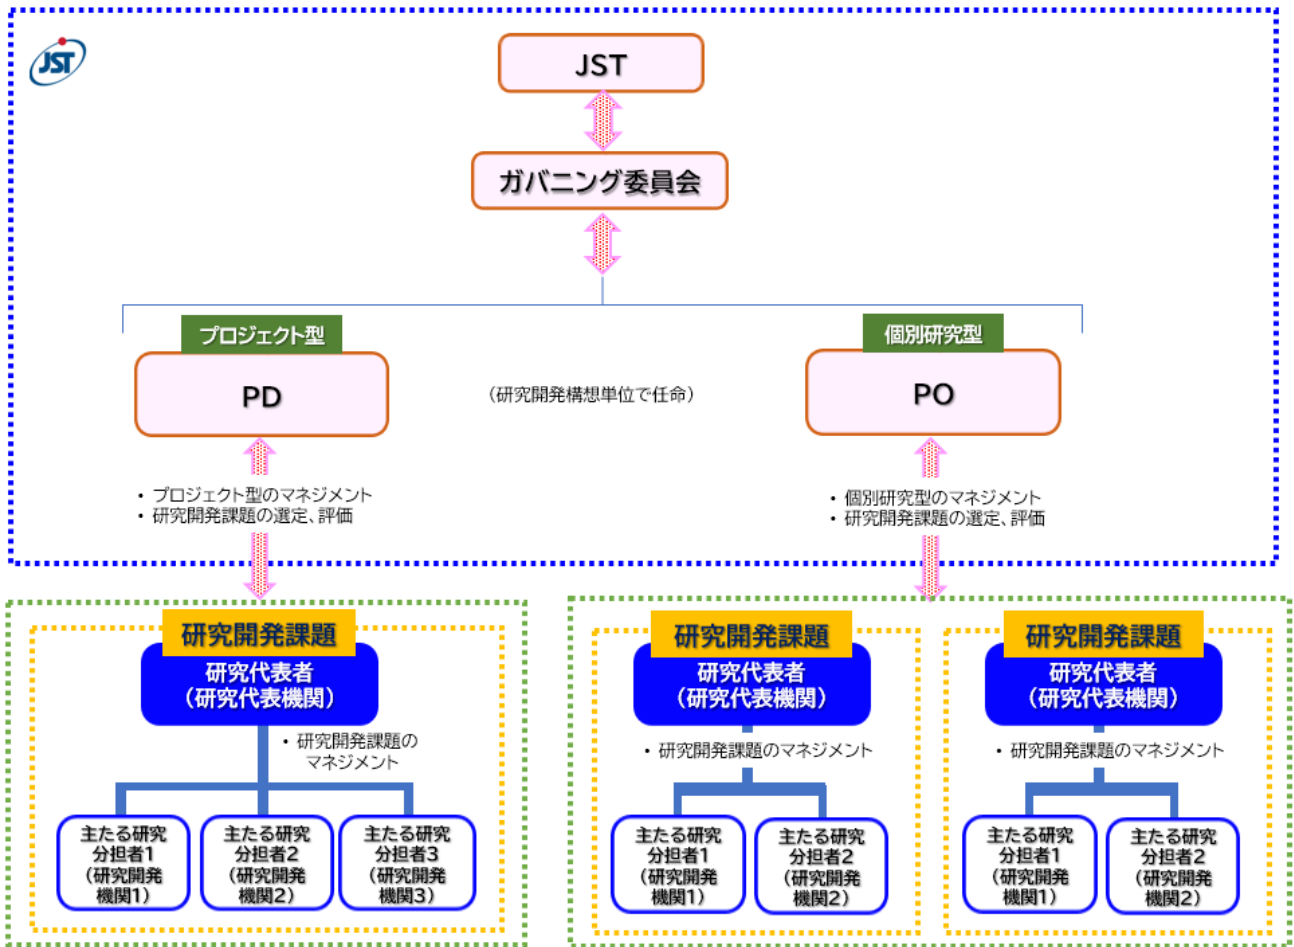 JST
JST
ガバニング委員会
プロジェクト型
PD
（研究開発構想単位で任命）
個別研究型
PO
・ プロジェクト型のマネジメント
・ 研究開発課題の選定、評価
・ 個別研究型のマネジメント
・ 研究開発課題の選定、評価
研究開発課題
研究代表者
（研究代表機関）
・ 研究開発課題の
マネジメント
主たる研究
分担者1
（研究開発
機関1）
主たる研究
分担者2
（研究開発
機関2）
主たる研究
分担者3
（研究開発
機関3）
研究開発課題
研究代表者
（研究代表機関）
・ 研究開発課題のマネジメント
主たる研究
分担者1
（研究開発
機関1）
主たる研究
分担者2
（研究開発
機関2）
研究開発課題
研究代表者
（研究代表機関）
・ 研究開発課題のマネジメント
主たる研究
分担者1
（研究開発
機関1）
主たる研究
分担者2
（研究開発
機関2）